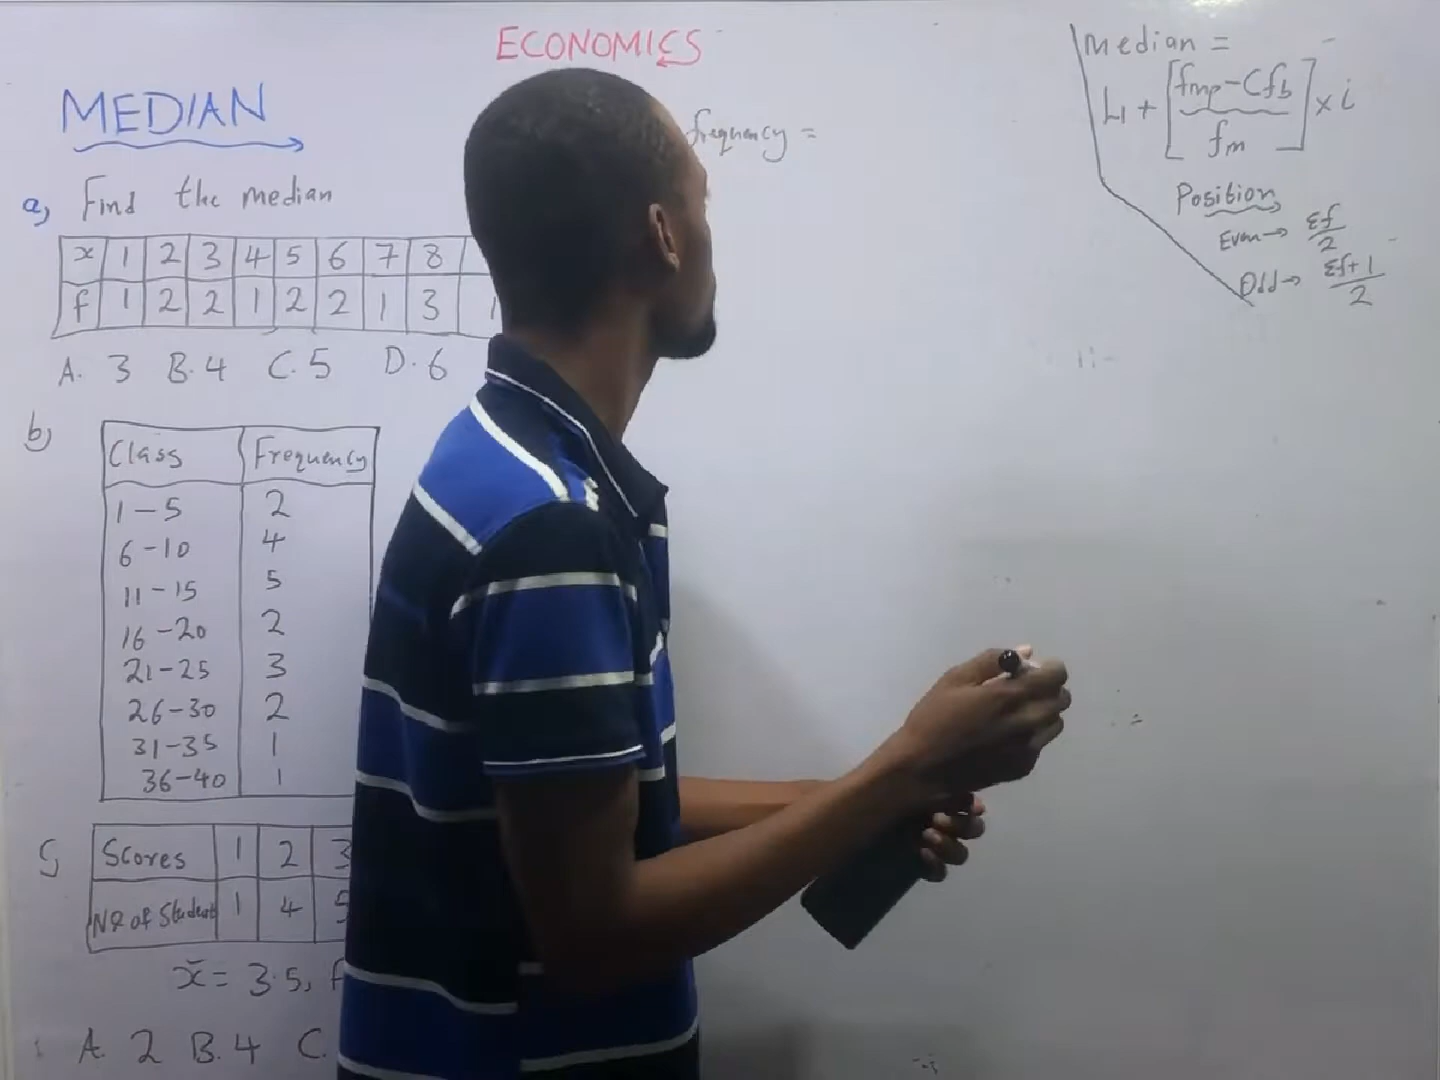 ECONOMICS
MEDIAN
a, Find the median
x 1 2 3 4 5 6 7 8
f 1 2 2 1 2 2 1 3 1
A. 3 B. 4 C. 5 D. 6
b,
Class Frequency
1-5 2
6-10 4
11-15 5
16-20 2
21-25 3
26-30 2
31-35 1
36-40 1
Scores 1 2 3
No of Student 1 4 5
x̄ = 3.5, f
A. 2 B. 4 C.
frequency =
Median =
L1 + [fmp - Cfb / fm] × i
Position
Even → Σf/2
Odd → Σf+1/2